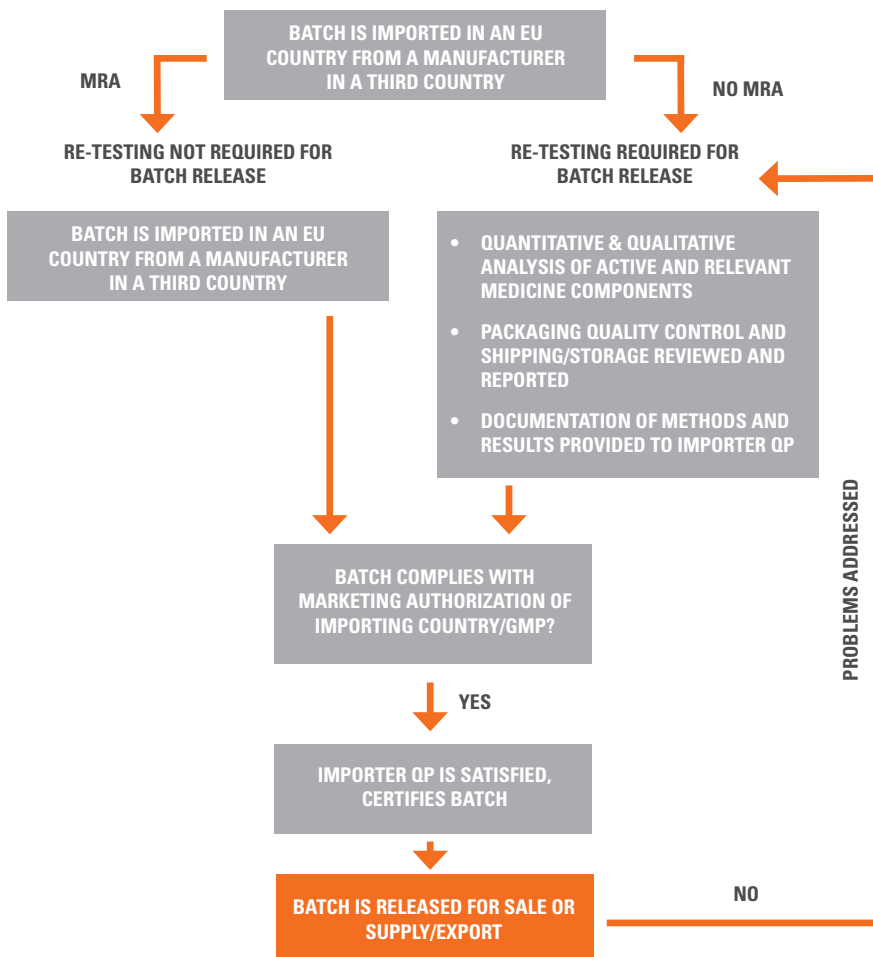 BATCH IS IMPORTED IN AN EU
COUNTRY FROM A MANUFACTURER
IN A THIRD COUNTRY
MRA
NO MRA
RE-TESTING NOT REQUIRED FOR
BATCH RELEASE
RE-TESTING REQUIRED FOR
BATCH RELEASE
BATCH IS IMPORTED IN AN EU
COUNTRY FROM A MANUFACTURER
IN A THIRD COUNTRY
• QUANTITATIVE & QUALITATIVE
ANALYSIS OF ACTIVE AND RELEVANT
MEDICINE COMPONENTS
• PACKAGING QUALITY CONTROL AND
SHIPPING/STORAGE REVIEWED AND
REPORTED
• DOCUMENTATION OF METHODS AND
RESULTS PROVIDED TO IMPORTER QP
PROBLEMS ADDRESSED
BATCH COMPLIES WITH
MARKETING AUTHORIZATION OF
IMPORTING COUNTRY/GMP?
YES
IMPORTER QP IS SATISFIED,
CERTIFIES BATCH
BATCH IS RELEASED FOR SALE OR
SUPPLY/EXPORT
NO